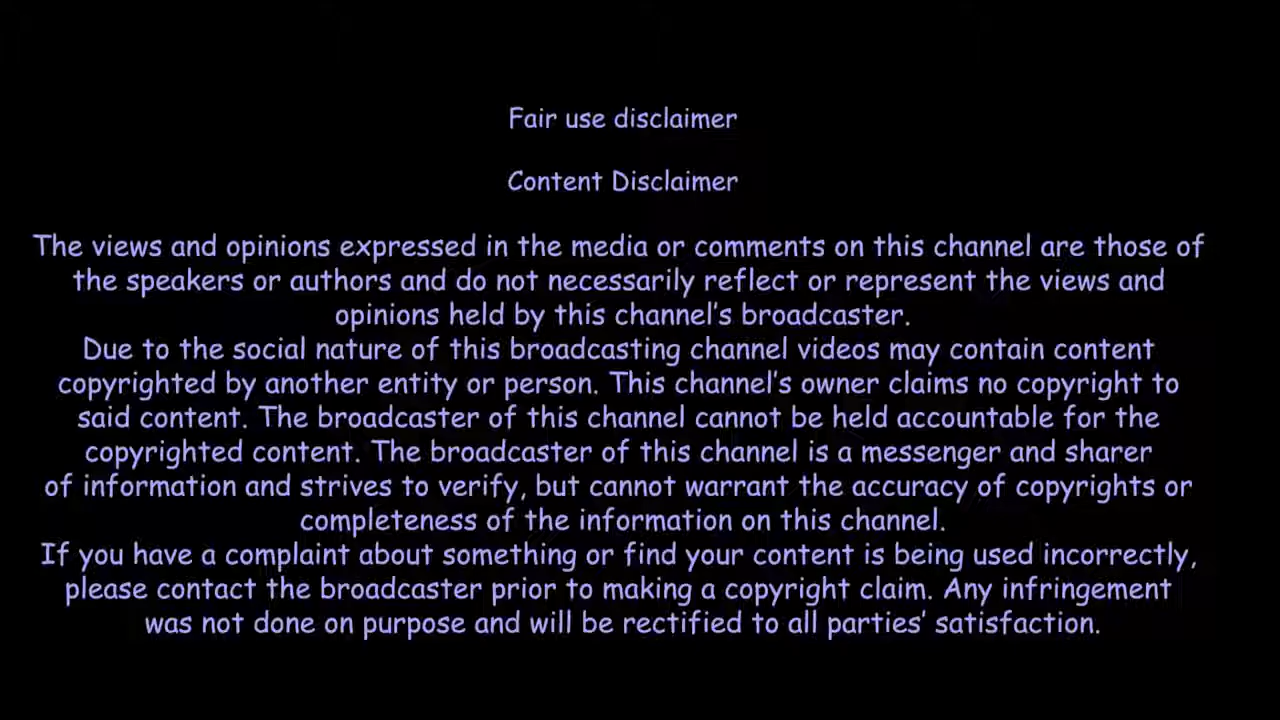 Fair use disclaimer
Content Disclaimer
The views and opinions expressed in the media or comments on this channel are those of
the speakers or authors and do not necessarily reflect or represent the views and
opinions held by this channel's broadcaster.
Due to the social nature of this broadcasting channel videos may contain content
copyrighted by another entity or person. This channel's owner claims no copyright to
said content. The broadcaster of this channel cannot be held accountable for the
copyrighted content. The broadcaster of this channel is a messenger and sharer
of information and strives to verify, but cannot warrant the accuracy of copyrights or
completeness of the information on this channel.
If you have a complaint about something or find your content is being used incorrectly,
please contact the broadcaster prior to making a copyright claim. Any infringement
was not done on purpose and will be rectified to all parties’ satisfaction.